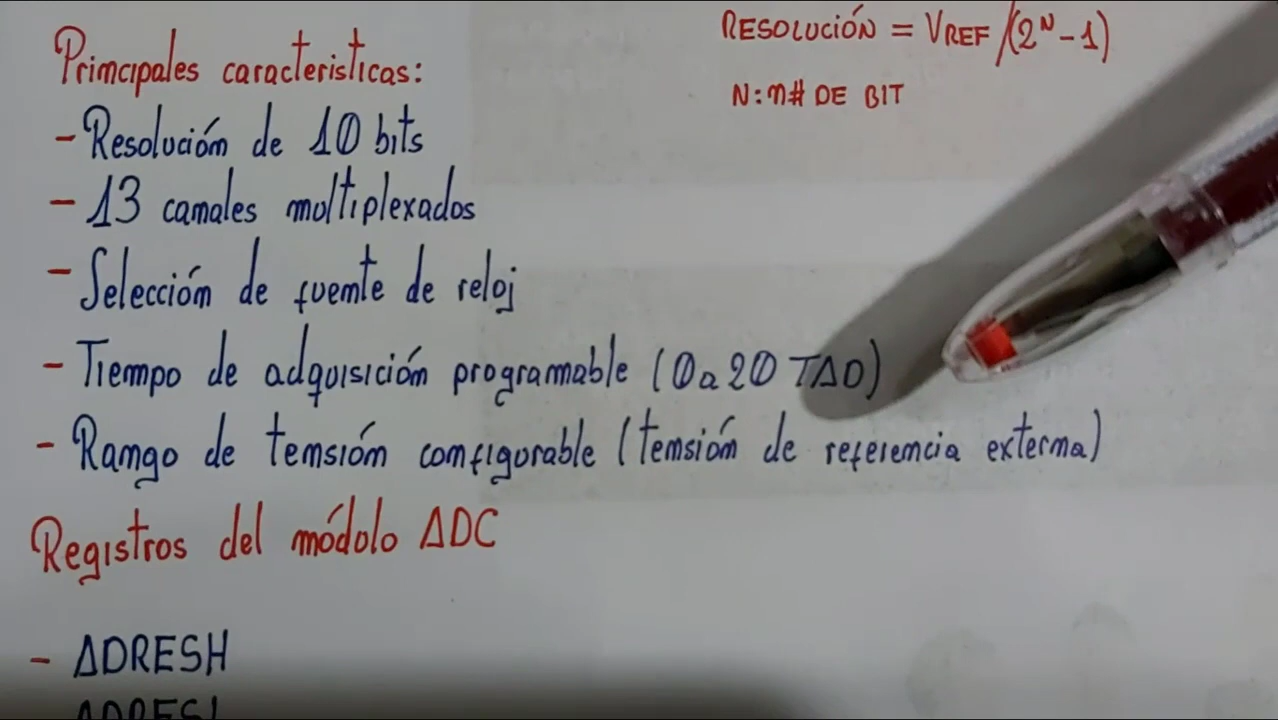 Principales caracteristicas:
- Resolución de 10 bits
- 13 canales multiplexados
- Selección de fuente de reloj
- Tiempo de adquisición programable (0 a 20 TAD)
- Rango de tensión configurable (tensión de referencia externa)
Registros del módulo ADC
- ADRESH
ADRESL
RESOLUCIÓN = VREF/(2^N - 1)
N: n# DE BIT